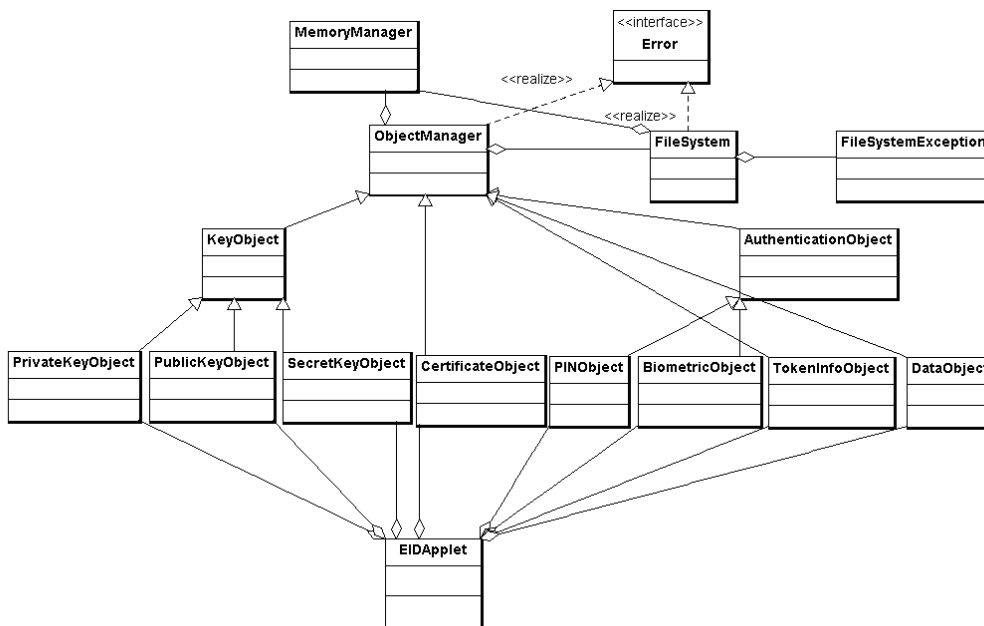 MemoryManager
<<interface>>
Error
<<realize>>
<<realize>>
ObjectManager
FileSystem
FileSystemException
KeyObject
AuthenticationObject
PrivateKeyObject
PublicKeyObject
SecretKeyObject
CertificateObject
PINObject
BiometricObject
TokenInfoObject
DataObject
EIDApplet